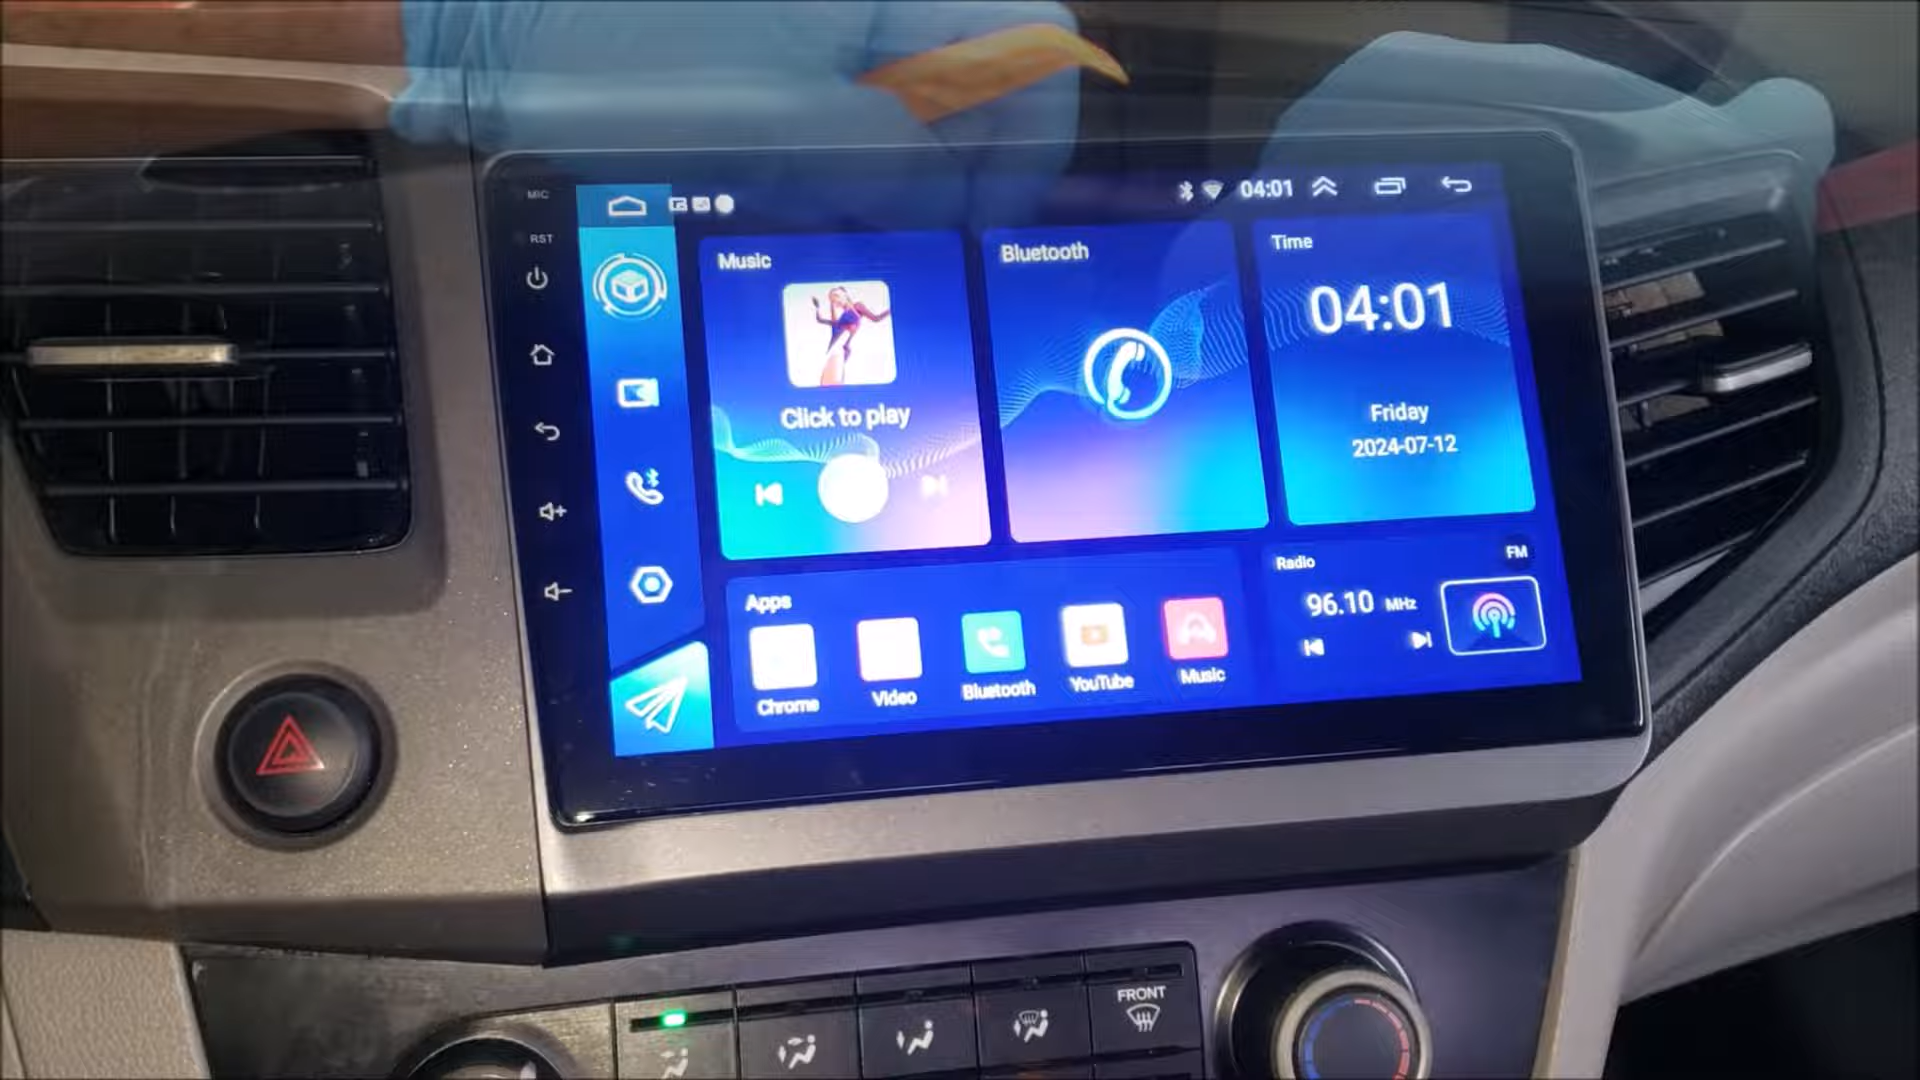 MIC
RST
04:01
Music
Click to play
Bluetooth
Time
04:01
Friday
2024-07-12
Apps
Chrome
Video
Bluetooth
YouTube
Music
Radio
FM
96.10 MHz
FRONT